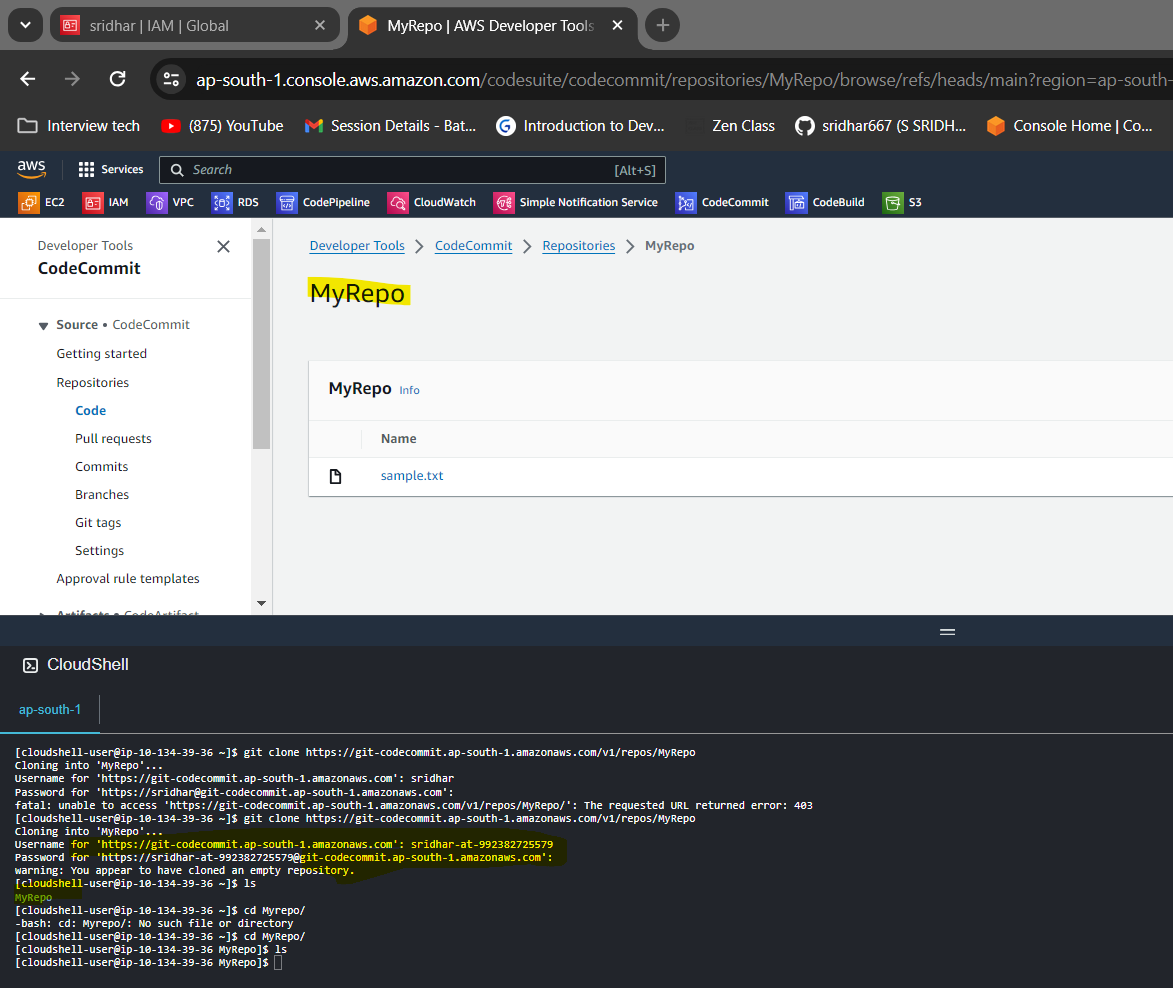 sridhar | IAM | Global
MyRepo | AWS Developer Tools
ap-south-1.console.aws.amazon.com/codesuite/codecommit/repositories/MyRepo/browse/refs/heads/main?region=ap-south-
Interview tech
(875) YouTube
Session Details - Bat...
Introduction to Dev...
Zen Class
sridhar667 (S SRIDH...
Console Home | Co...
aws
Services
Search
[Alt+S]
EC2
IAM
VPC
RDS
CodePipeline
CloudWatch
Simple Notification Service
CodeCommit
CodeBuild
S3
Developer Tools
CodeCommit
Source • CodeCommit
Getting started
Repositories
Code
Pull requests
Commits
Branches
Git tags
Settings
Approval rule templates
Artifacts • CodeArtifact
Developer Tools
CodeCommit
Repositories
MyRepo
MyRepo
MyRepo Info
Name
sample.txt
CloudShell
ap-south-1
[cloudshell-user@ip-10-134-39-36 ~]$ git clone https://git-codecommit.ap-south-1.amazonaws.com/v1/repos/MyRepo
Cloning into 'MyRepo'...
Username for 'https://git-codecommit.ap-south-1.amazonaws.com': sridhar
Password for 'https://sridhar@git-codecommit.ap-south-1.amazonaws.com':
fatal: unable to access 'https://git-codecommit.ap-south-1.amazonaws.com/v1/repos/MyRepo/': The requested URL returned error: 403
[cloudshell-user@ip-10-134-39-36 ~]$ git clone https://git-codecommit.ap-south-1.amazonaws.com/v1/repos/MyRepo
Cloning into 'MyRepo'...
Username for 'https://git-codecommit.ap-south-1.amazonaws.com': sridhar-at-992382725579
Password for 'https://sridhar-at-992382725579@git-codecommit.ap-south-1.amazonaws.com':
warning: You appear to have cloned an empty repository.
[cloudshell-user@ip-10-134-39-36 ~]$ ls
MyRepo
[cloudshell-user@ip-10-134-39-36 ~]$ cd Myrepo/
-bash: cd: Myrepo/: No such file or directory
[cloudshell-user@ip-10-134-39-36 ~]$ cd MyRepo/
[cloudshell-user@ip-10-134-39-36 MyRepo]$ ls
[cloudshell-user@ip-10-134-39-36 MyRepo]$